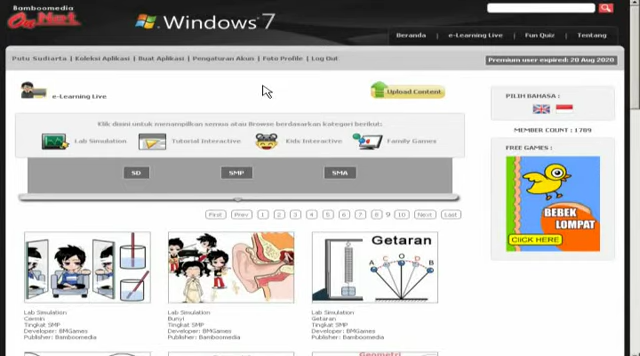 Bamboomedia
OnNet
Windows 7
Beranda | e-Learning Live | Fun Quiz | Tentang
Putu Sudiarta | Koleksi Aplikasi | Buat Aplikasi | Pengaturan Akun | Foto Profile | Log Out
Premium user expired: 20 Aug 2020
e-Learning Live
Upload Content
PILIH BAHASA :
Klik disini untuk menampilkan semua atau Browse berdasarkan kategori berikut:
Lab Simulation
Tutorial Interactive
Kids Interactive
Family Games
MEMBER COUNT : 1709
FREE GAMES :
SD
SMP
SMA
First Prev 1 2 3 4 5 6 7 8 9 10 Next Last
BEBEK
LOMPAT
CLICK HERE
Getaran
A C O D B
Lab Simulation
Cermin
Tingkat SMP
Developer: BMGames
Publisher: Bamboomedia
Lab Simulation
Bunyi
Tingkat SMP
Developer: BMGames
Publisher: Bamboomedia
Lab Simulation
Getaran
Tingkat SMP
Developer: BMGames
Publisher: Bamboomedia